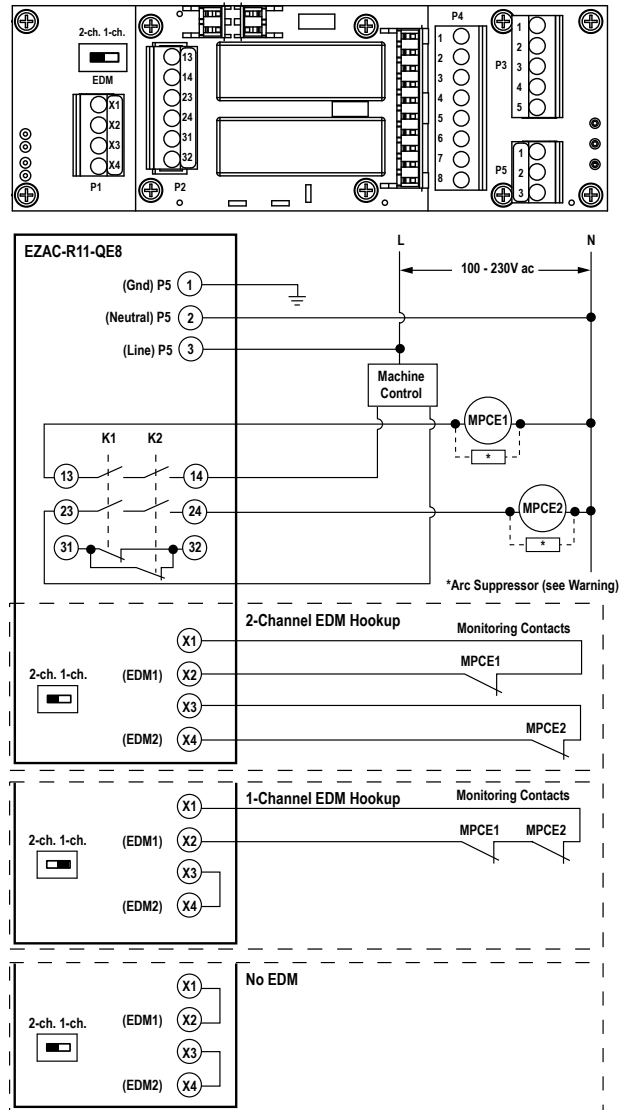 P4
2-ch. 1-ch.
EDM
13
14
23
24
31
32
X1
X2
X3
X4
P1
P2
1
2
3
4
5
6
7
8
P3
1
2
3
4
5
P5
1
2
3
EZAC-R11-QE8
L
N
100 - 230V ac
(Gnd) P5 1
(Neutral) P5 2
(Line) P5 3
Machine
Control
MPCE1
*
K1 K2
13 14
23 24
MPCE2
*
31 32
*Arc Suppressor (see Warning)
2-Channel EDM Hookup
Monitoring Contacts
X1
2-ch. 1-ch.
(EDM1) X2
MPCE1
X3
(EDM2) X4
MPCE2
1-Channel EDM Hookup
Monitoring Contacts
X1
2-ch. 1-ch.
(EDM1) X2
MPCE1 MPCE2
X3
(EDM2) X4
No EDM
X1
2-ch. 1-ch.
(EDM1) X2
X3
(EDM2) X4